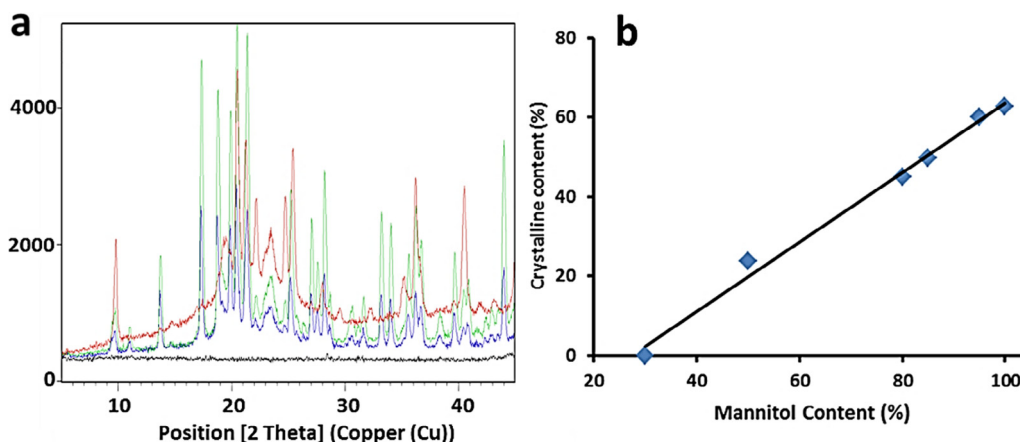 a
4000
2000
0
10 20 30 40
Position [2 Theta] (Copper (Cu))
b
80
60
40
20
0
20 40 60 80 100
Crystalline content (%)
Mannitol Content (%)